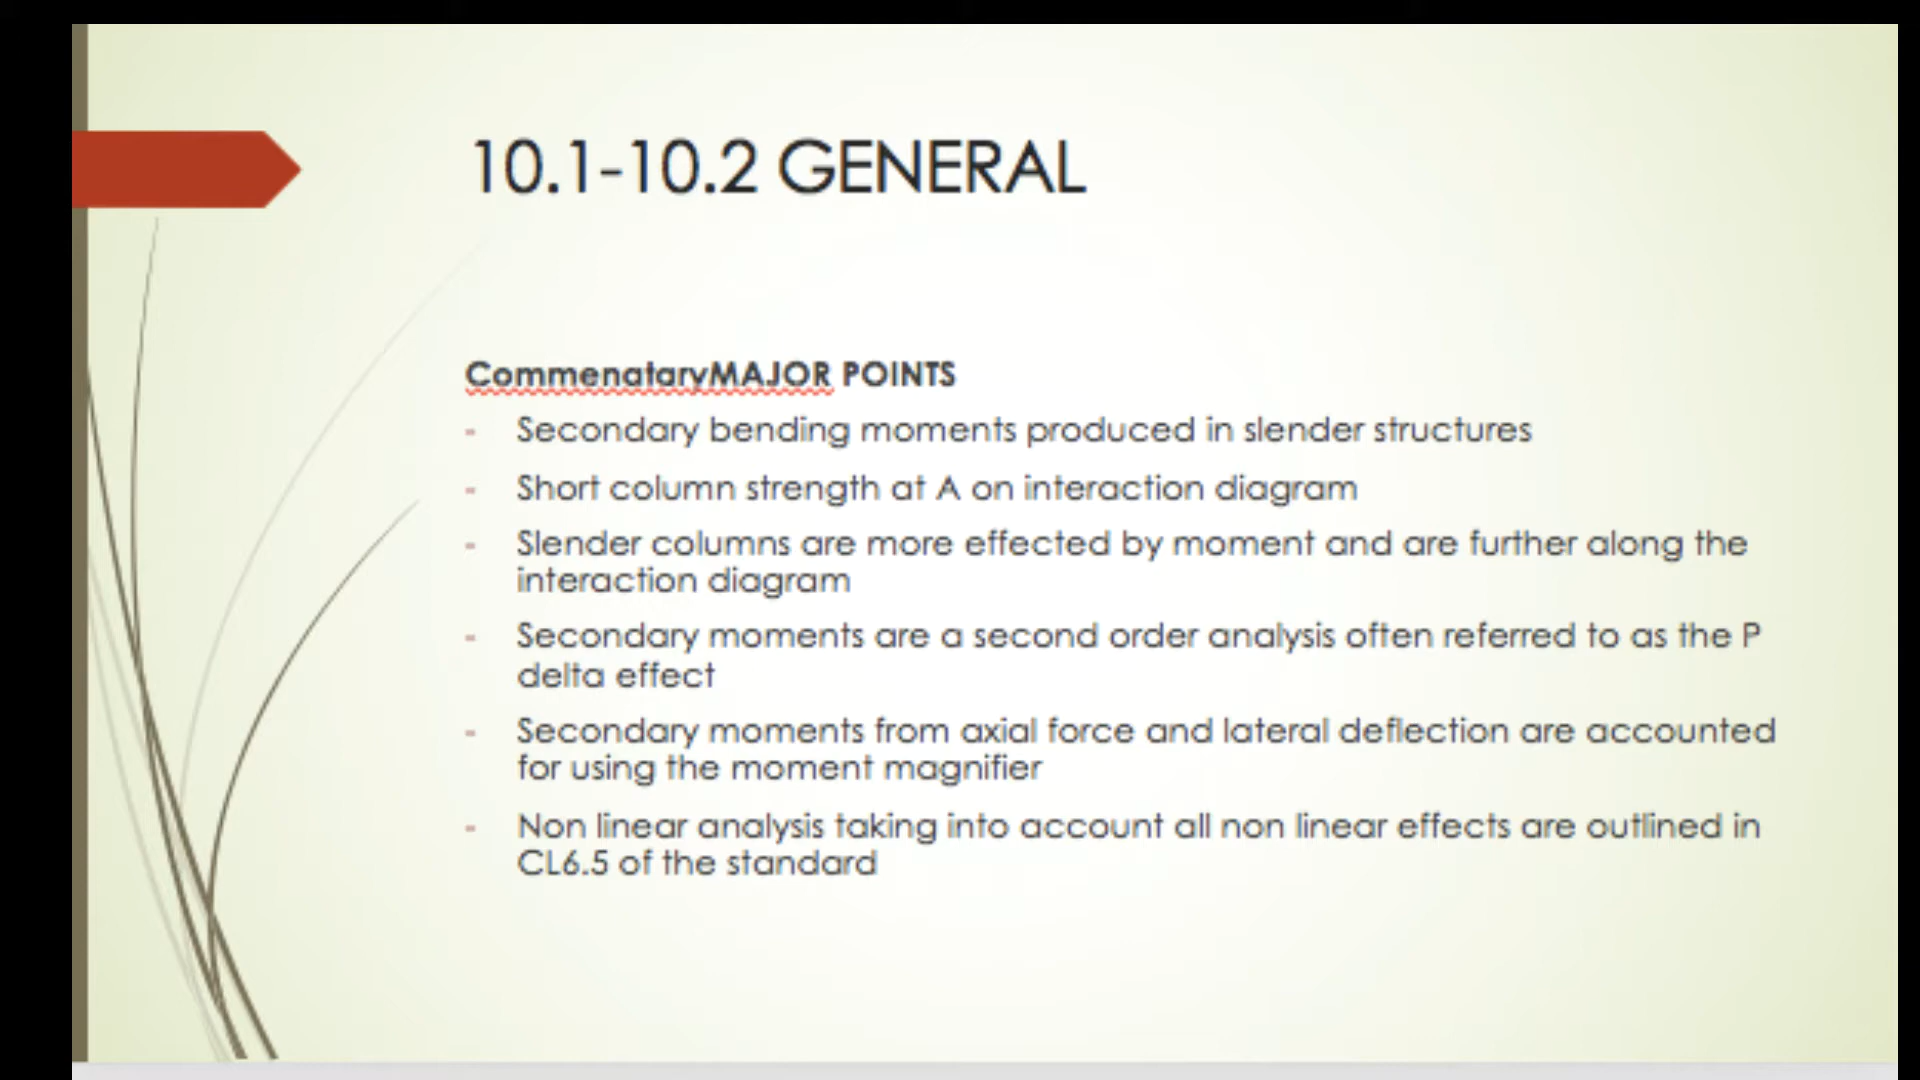 10.1-10.2 GENERAL
CommenataryMAJOR POINTS
- Secondary bending moments produced in slender structures
- Short column strength at A on interaction diagram
- Slender columns are more effected by moment and are further along the
interaction diagram
- Secondary moments are a second order analysis often referred to as the P
delta effect
- Secondary moments from axial force and lateral deflection are accounted
for using the moment magnifier
- Non linear analysis taking into account all non linear effects are outlined in
CL6.5 of the standard